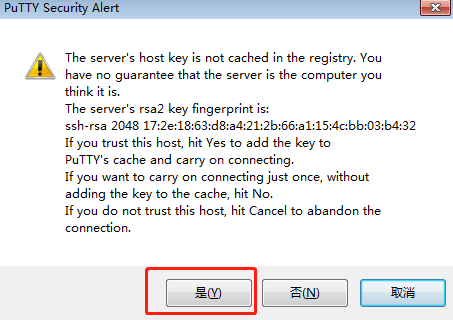 PuTTY Security Alert
The server's host key is not cached in the registry. You
have no guarantee that the server is the computer you
think it is.
The server's rsa2 key fingerprint is:
ssh-rsa 2048 17:2e:18:63:d8:a4:21:2b:66:a1:15:4c:bb:03:b4:32
If you trust this host, hit Yes to add the key to
PuTTY's cache and carry on connecting.
If you want to carry on connecting just once, without
adding the key to the cache, hit No.
If you do not trust this host, hit Cancel to abandon the
connection.
是(Y) 否(N) 取消